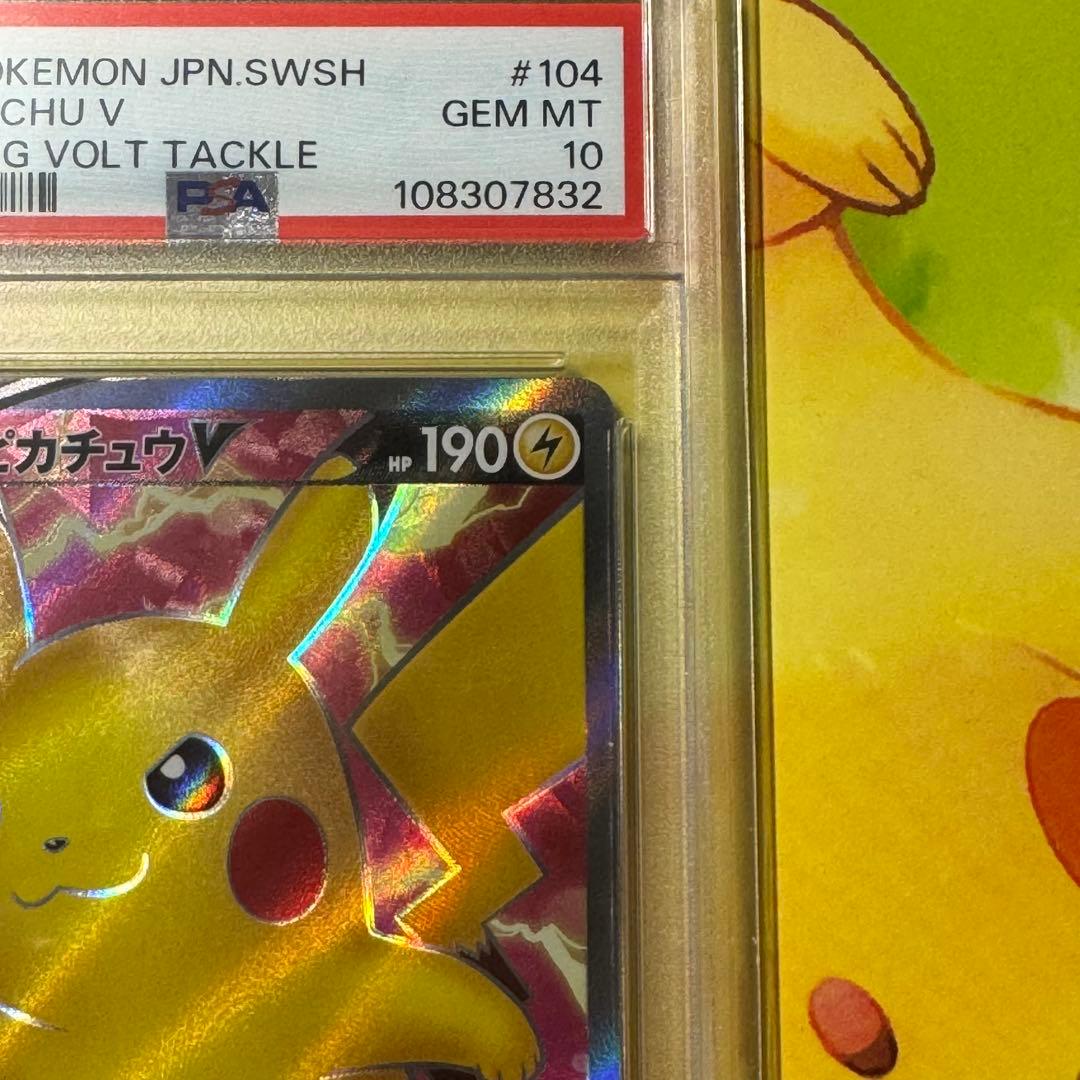 OKEMON JPN.SWSH #104
CHU V GEM MT
G VOLT TACKLE 10
PSA 108307832
ピカチュウV HP 190